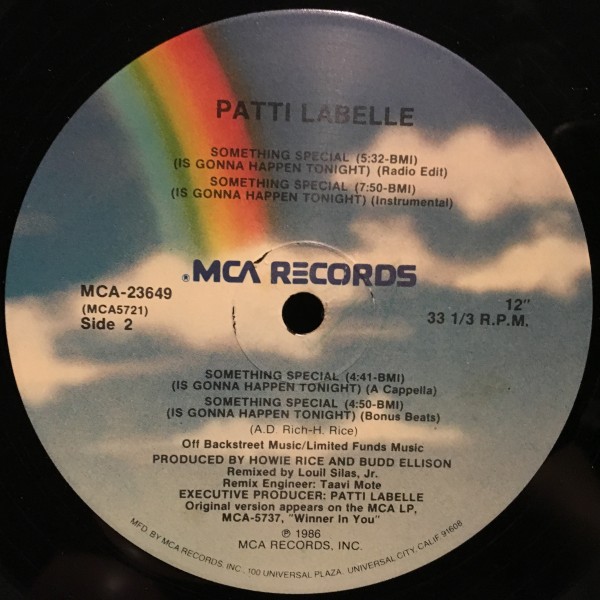 PATTI LABELLE
SOMETHING SPECIAL (5:32-BMI)
(IS GONNA HAPPEN TONIGHT) (Radio Edit)
SOMETHING SPECIAL (7:50-BMI)
(IS GONNA HAPPEN TONIGHT) (Instrumental)
® MCA RECORDS
MCA-23649
(MCA5721)
Side 2
12"
33 1/3 R.P.M.
SOMETHING SPECIAL (4:41-BMI)
(IS GONNA HAPPEN TONIGHT) (A Cappella)
SOMETHING SPECIAL (4:50-BMI)
(IS GONNA HAPPEN TONIGHT) (Bonus Beats)
(A.D. Rich-H. Rice)
Off Backstreet Music/Limited Funds Music
PRODUCED BY HOWIE RICE AND BUDD ELLISON
Remixed by Louil Silas, Jr.
Remix Engineer: Taavi Mote
EXECUTIVE PRODUCER: PATTI LABELLE
Original version appears on the MCA LP,
MCA-5737, "Winner In You"
℗ 1986
MCA RECORDS, INC.
MFD. BY MCA RECORDS, INC., 100 UNIVERSAL PLAZA, UNIVERSAL CITY, CALIF. 91608